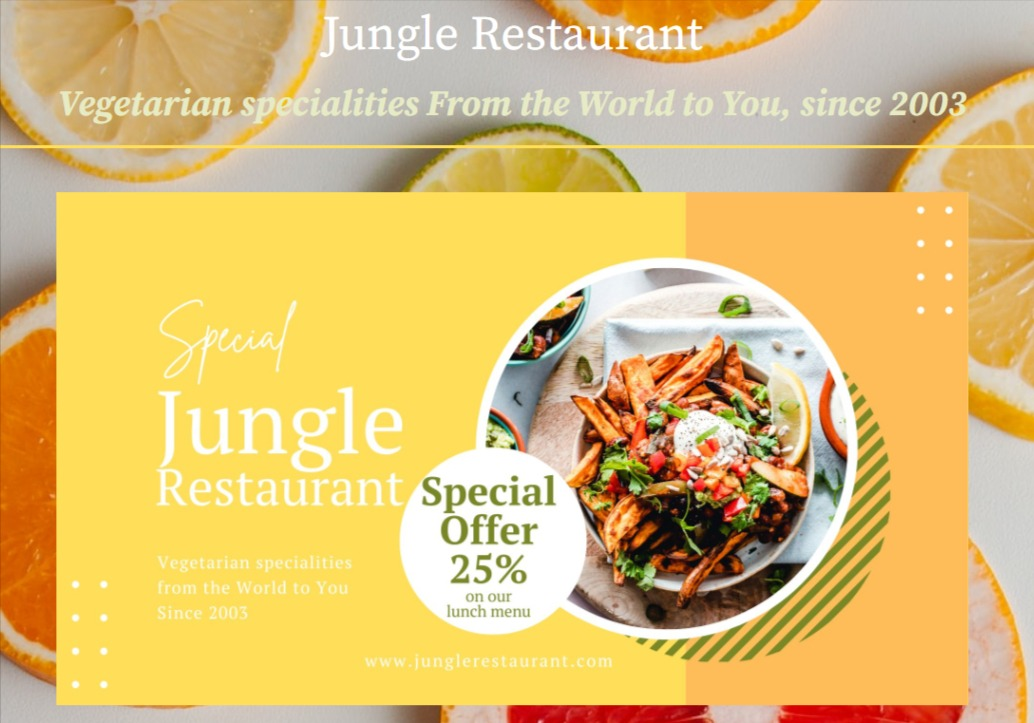 Jungle Restaurant
Vegetarian specialities From the World to You, since 2003
Special
Jungle
Restaurant
Special
Offer
25%
on our
lunch menu
Vegetarian specialities
from the World to You
Since 2003
www.junglerestaurant.com